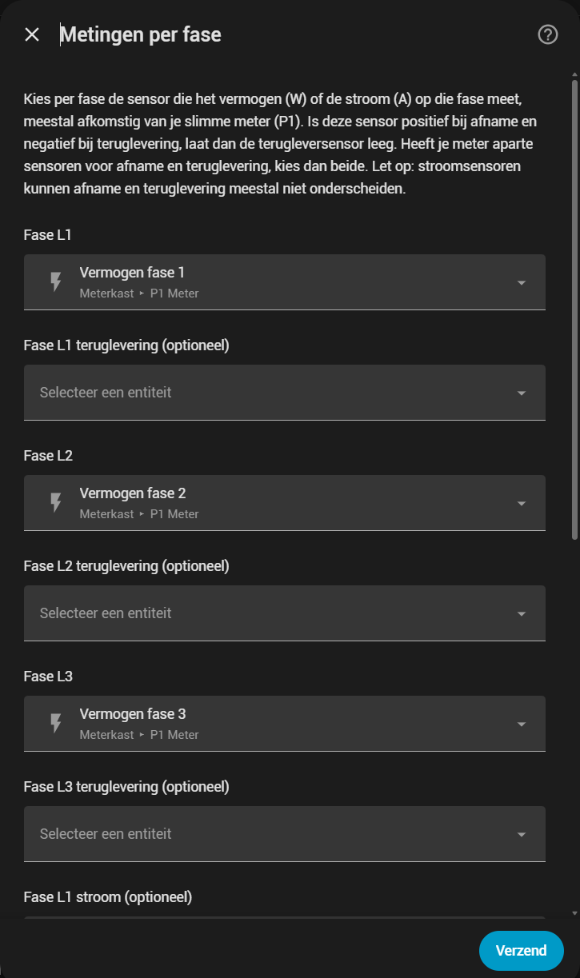 Metingen per fase
Kies per fase de sensor die het vermogen (W) of de stroom (A) op die fase meet,
meestal afkomstig van je slimme meter (P1). Is deze sensor positief bij afname en
negatief bij teruglevering, laat dan de terugleversensor leeg. Heeft je meter aparte
sensoren voor afname en teruglevering, kies dan beide. Let op: stroomsensoren
kunnen afname en teruglevering meestal niet onderscheiden.
Fase L1
Vermogen fase 1
Meterkast ▸ P1 Meter
Fase L1 teruglevering (optioneel)
Selecteer een entiteit
Fase L2
Vermogen fase 2
Meterkast ▸ P1 Meter
Fase L2 teruglevering (optioneel)
Selecteer een entiteit
Fase L3
Vermogen fase 3
Meterkast ▸ P1 Meter
Fase L3 teruglevering (optioneel)
Selecteer een entiteit
Fase L1 stroom (optioneel)
Verzend